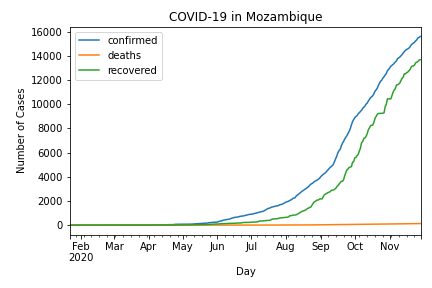 COVID-19 in Mozambique
16000
14000
12000
10000
8000
6000
4000
2000
0
Number of Cases
confirmed
deaths
recovered
Feb Mar Apr May Jun Jul Aug Sep Oct Nov
2020
Day